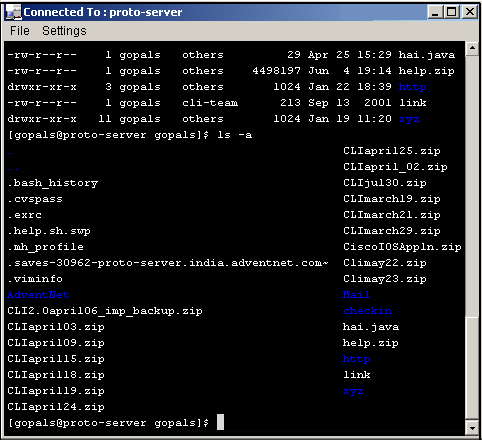 Connected To : proto-server
File Settings
-rw-r--r-- 1 gopals others 29 Apr 25 15:29 hai.java
-rw-r--r-- 1 gopals others 4498197 Jun 4 19:14 help.zip
drwxr-xr-x 3 gopals others 1024 Jan 22 18:39 http
-rw-r--r-- 1 gopals cli-team 213 Sep 13 2001 link
drwxr-xr-x 11 gopals others 1024 Jan 19 11:20 xyz
[gopals@proto-server gopals]$ ls -a
. CLIapril25.zip
.. CLIapril_02.zip
.bash_history CLIjul30.zip
.cvspass CLImarch19.zip
.exrc CLImarch21.zip
.help.sh.swp CLImarch29.zip
.mh_profile CiscoIOSAppln.zip
.saves-30962-proto-server.india.adventnet.com~ Climay22.zip
.viminfo Climay23.zip
AdventNet Mail
CLI2.0april06_imp_backup.zip checkin
CLIapril03.zip hai.java
CLIapril09.zip help.zip
CLIapril15.zip http
CLIapril18.zip link
CLIapril19.zip xyz
CLIapril24.zip
[gopals@proto-server gopals]$